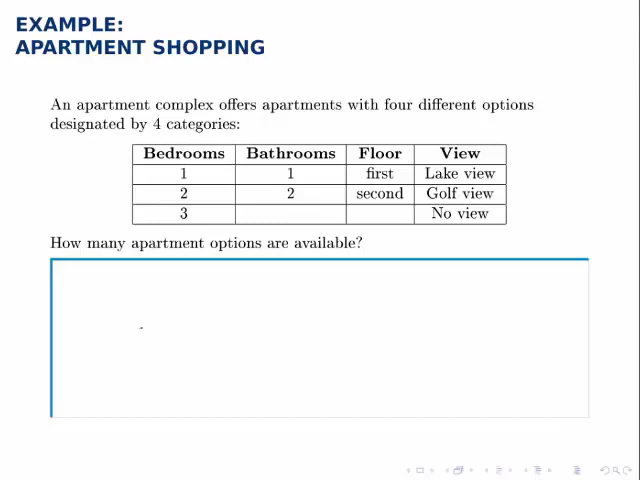 EXAMPLE:
APARTMENT SHOPPING
An apartment complex offers apartments with four different options
designated by 4 categories:
Bedrooms Bathrooms Floor View
1 1 first Lake view
2 2 second Golf view
3 No view
How many apartment options are available?